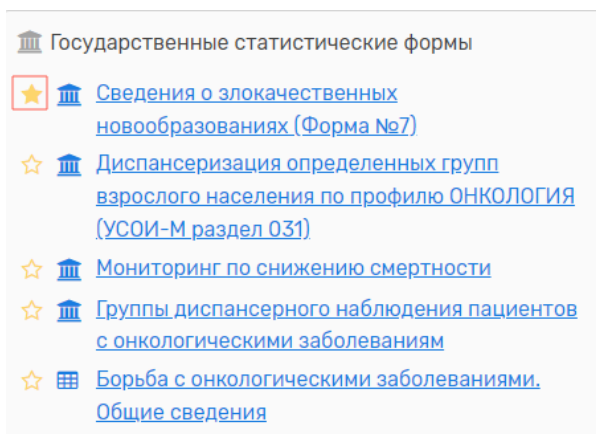 Государственные статистические формы
Сведения о злокачественных
новообразованиях (Форма №7)
Диспансеризация определенных групп
взрослого населения по профилю ОНКОЛОГИЯ
(УСОИ-М раздел 031)
Мониторинг по снижению смертности
Группы диспансерного наблюдения пациентов
с онкологическими заболеваниям
Борьба с онкологическими заболеваниями.
Общие сведения